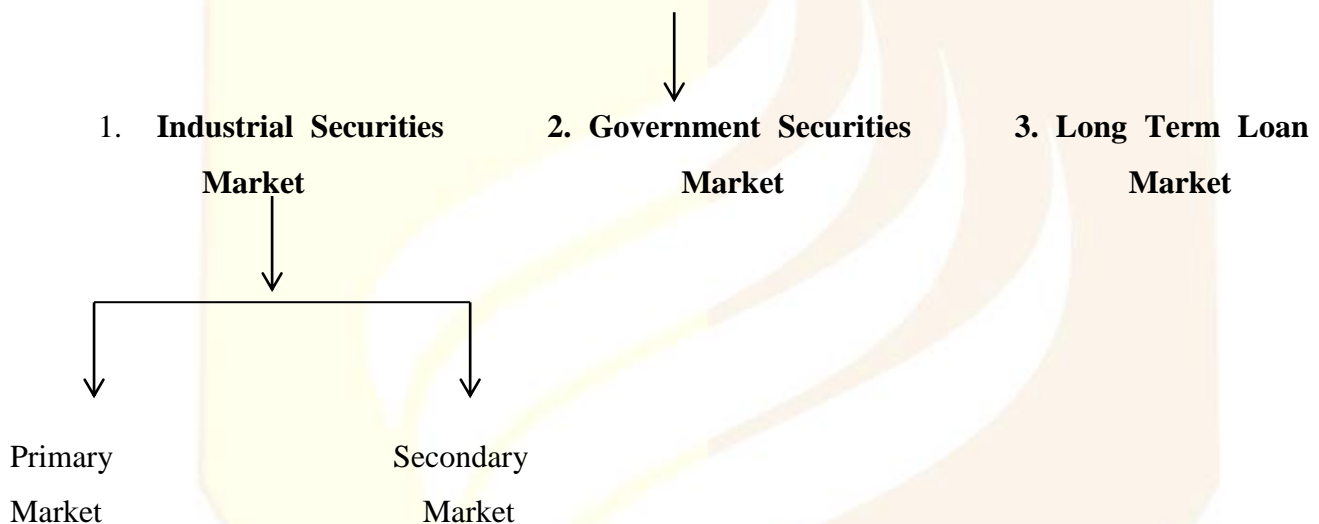 1. Industrial Securities Market
2. Government Securities Market
3. Long Term Loan Market
Primary Market
Secondary Market